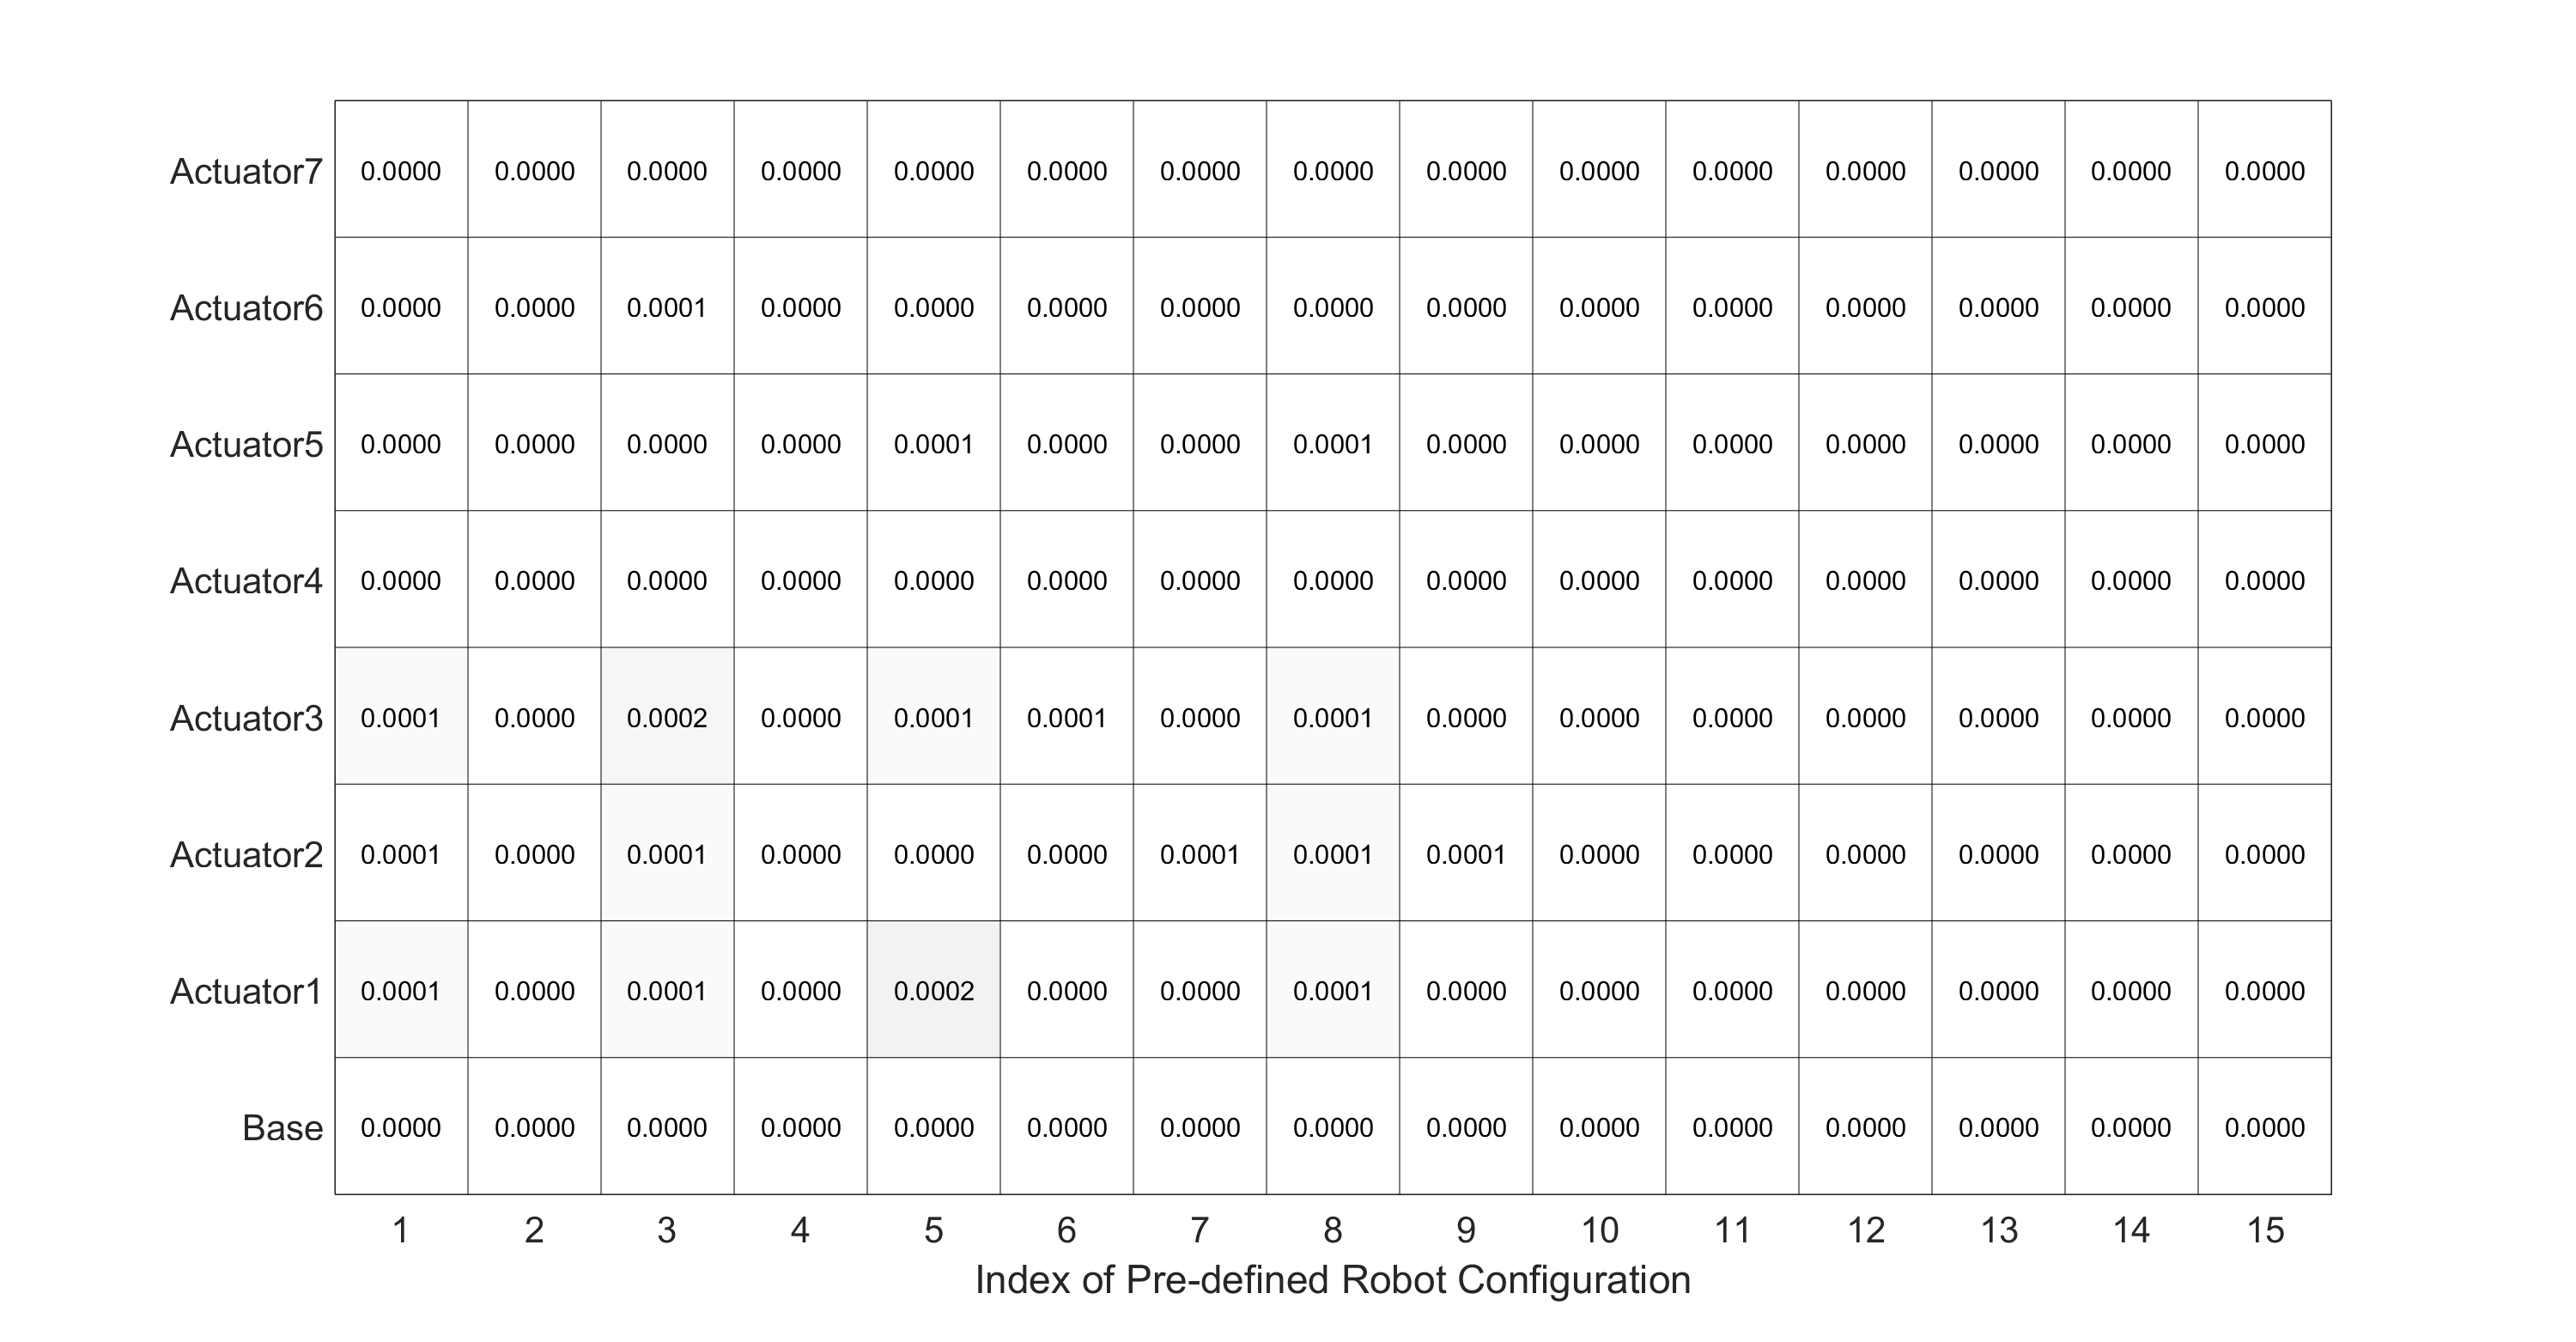 Actuator7 0.0000 0.0000 0.0000 0.0000 0.0000 0.0000 0.0000 0.0000 0.0000 0.0000 0.0000 0.0000 0.0000 0.0000 0.0000
Actuator6 0.0000 0.0000 0.0001 0.0000 0.0000 0.0000 0.0000 0.0000 0.0000 0.0000 0.0000 0.0000 0.0000 0.0000 0.0000
Actuator5 0.0000 0.0000 0.0000 0.0000 0.0001 0.0000 0.0000 0.0001 0.0000 0.0000 0.0000 0.0000 0.0000 0.0000 0.0000
Actuator4 0.0000 0.0000 0.0000 0.0000 0.0000 0.0000 0.0000 0.0000 0.0000 0.0000 0.0000 0.0000 0.0000 0.0000 0.0000
Actuator3 0.0001 0.0000 0.0002 0.0000 0.0001 0.0001 0.0000 0.0001 0.0000 0.0000 0.0000 0.0000 0.0000 0.0000 0.0000
Actuator2 0.0001 0.0000 0.0001 0.0000 0.0000 0.0000 0.0001 0.0001 0.0001 0.0000 0.0000 0.0000 0.0000 0.0000 0.0000
Actuator1 0.0001 0.0000 0.0001 0.0000 0.0002 0.0000 0.0000 0.0001 0.0000 0.0000 0.0000 0.0000 0.0000 0.0000 0.0000
Base 0.0000 0.0000 0.0000 0.0000 0.0000 0.0000 0.0000 0.0000 0.0000 0.0000 0.0000 0.0000 0.0000 0.0000 0.0000
1 2 3 4 5 6 7 8 9 10 11 12 13 14 15
Index of Pre-defined Robot Configuration